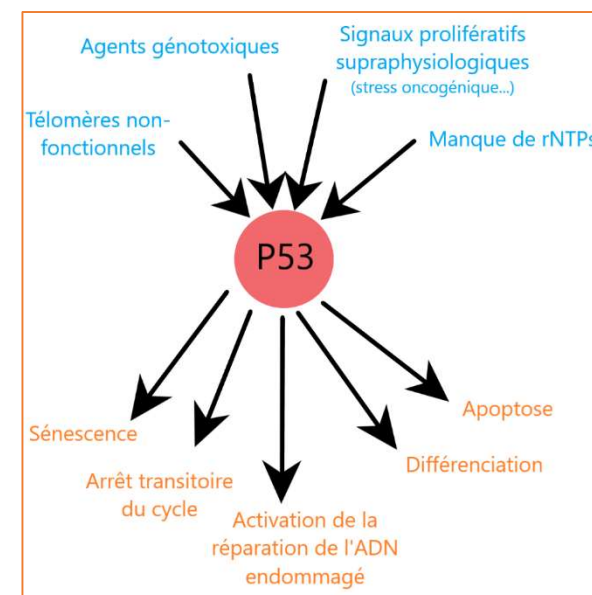 Agents génotoxiques
Signaux prolifératifs
supraphysiologiques
(stress oncogénique...)
Télomères non-
fonctionnels
Manque de rNTPs
P53
Sénescence
Arrêt transitoire
du cycle
Activation de la
réparation de l'ADN
endommagé
Différenciation
Apoptose